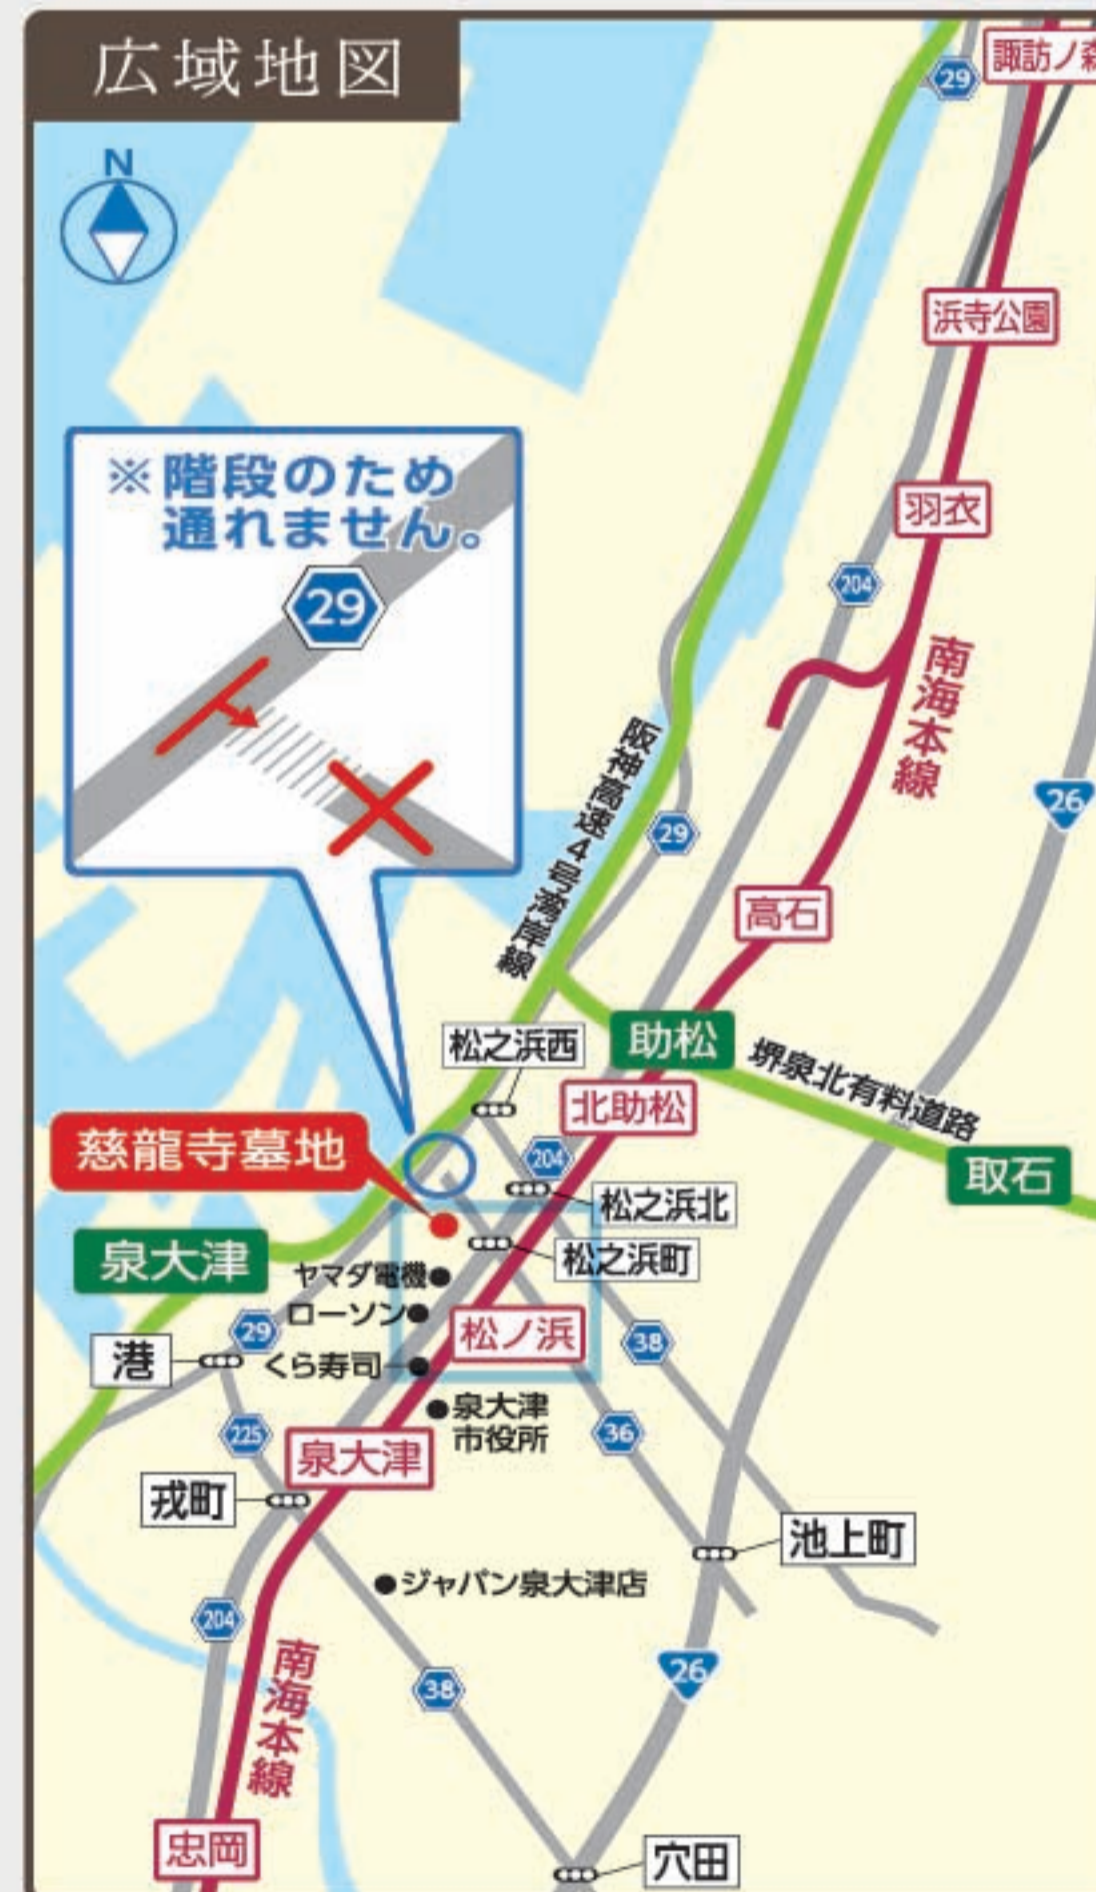 広域地図
N
29
諏訪ノ森
浜寺公園
※階段のため
通れません。
29
羽衣
204
南海本線
26
阪神高速4号湾岸線
29
高石
松之浜西
助松
堺泉北有料道路
北助松
慈龍寺墓地
204
取石
松之浜北
泉大津
松之浜町
ヤマダ電機
ローソン
29
松ノ浜
38
港
くら寿司
泉大津
市役所
225
36
泉大津
戎町
池上町
ジャパン泉大津店
204
26
南海本線
38
忠岡
穴田